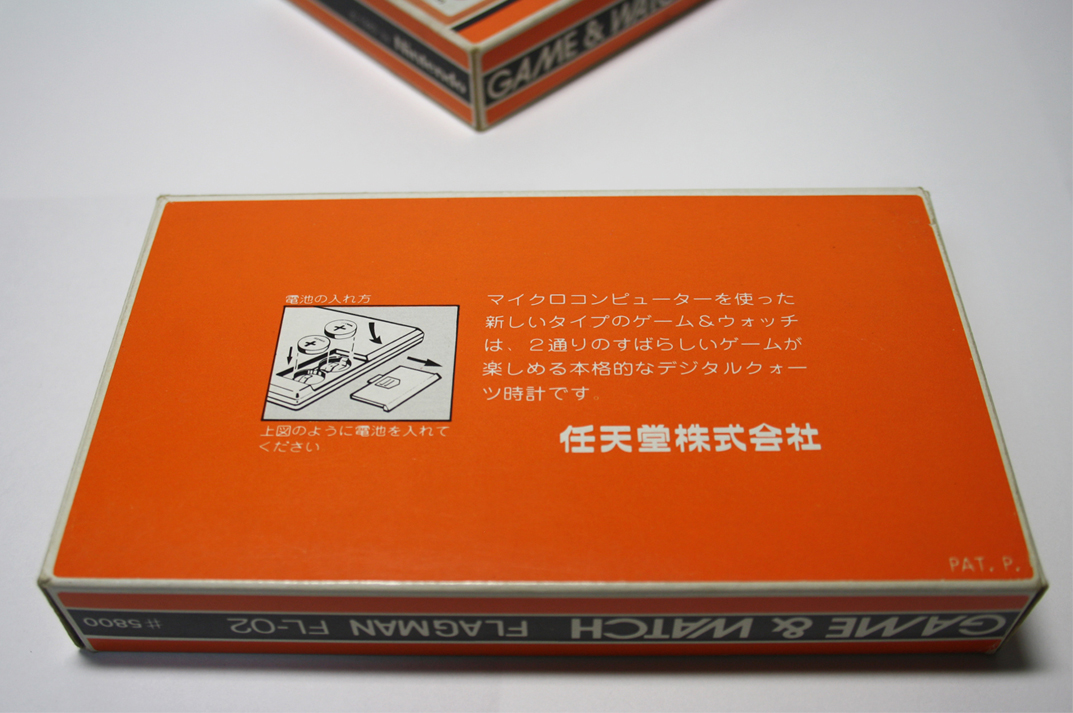 Nintendo
GAME & WATCH
電池の入れ方
上図のように電池を入れて
ください
マイクロコンピューターを使った
新しいタイプのゲーム&ウォッチ
は、2通りのすばらしいゲームが
楽しめる本格的なデジタルクォー
ツ時計です。
任天堂株式会社
PAT. P.
GAME & WATCH FLAGMAN FL-02 #5800